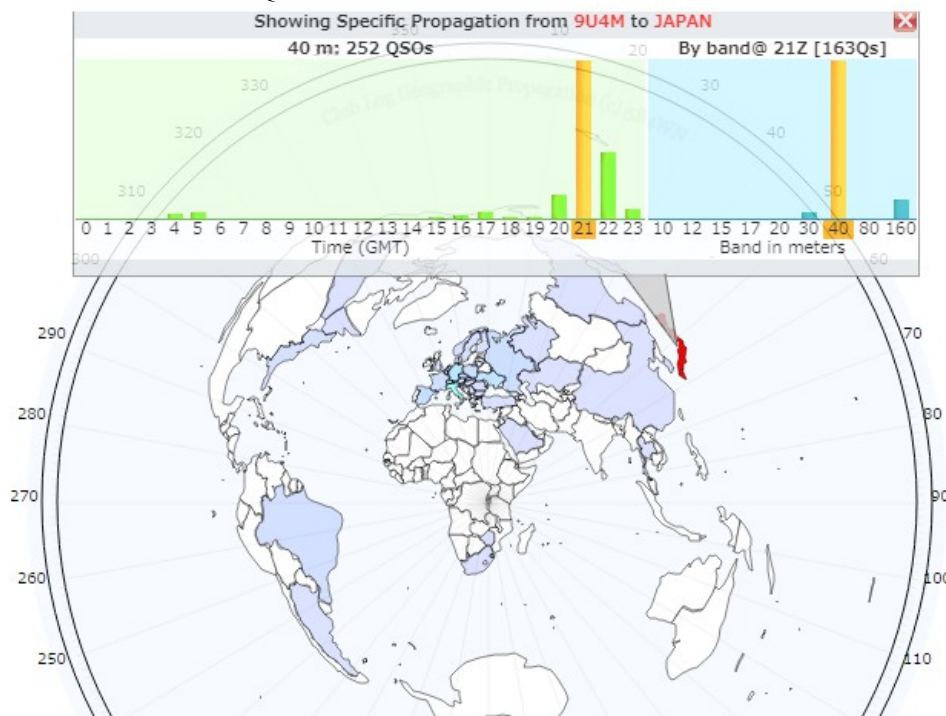 Showing Specific Propagation from 9U4M to JAPAN
40 m: 252 QSOs
By band@ 21Z [163Qs]
350 10 20 30
330
320 40
310 50
0 1 2 3 4 5 6 7 8 9 10 11 12 13 14 15 16 17 18 19 20 21 22 23
10 12 15 17 20 30 40 80 160
Time (GMT)
Band in meters
300 60
290 70
280 80
270 90
260 100
250 110